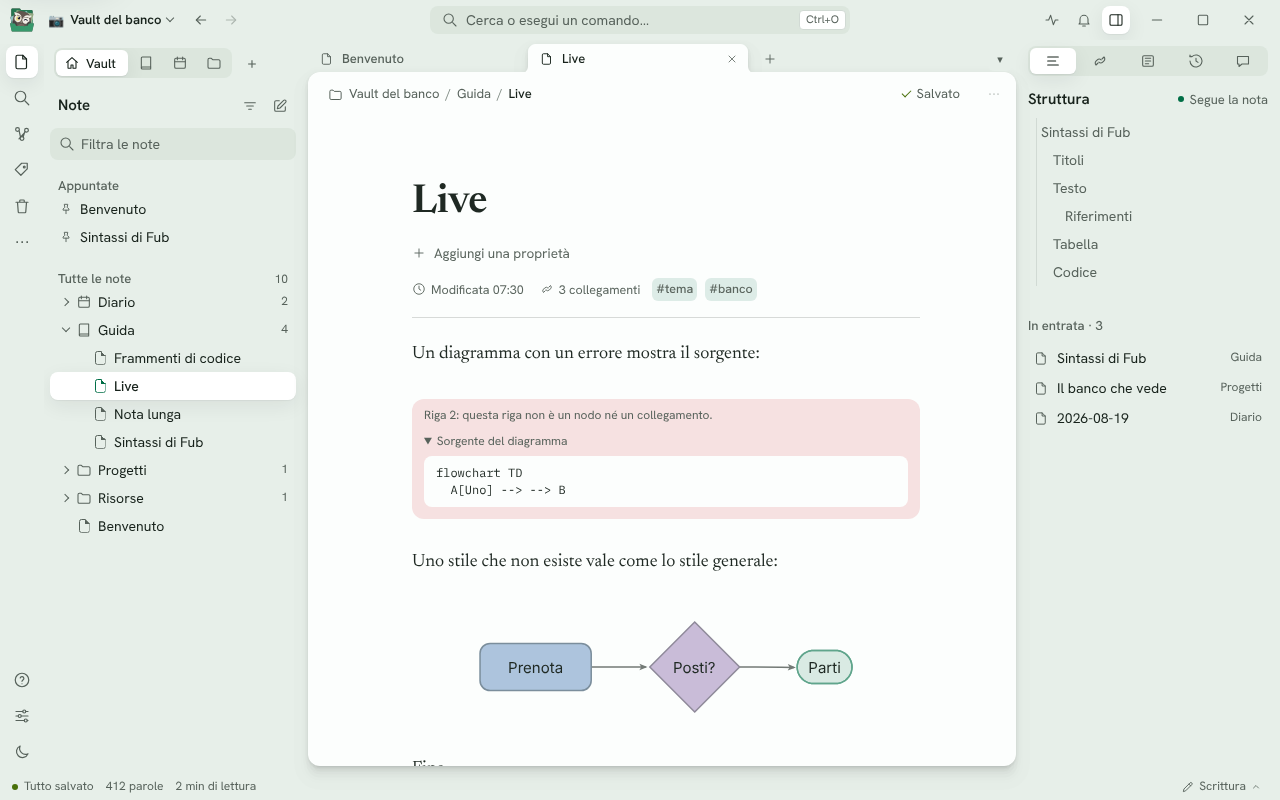 Vault del banco
Cerca o esegui un comando…
Ctrl+O
Vault
Note
Filtra le note
Appuntate
Benvenuto
Sintassi di Fub
Tutte le note 10
Diario 2
Guida 4
Frammenti di codice
Live
Nota lunga
Sintassi di Fub
Progetti 1
Risorse 1
Benvenuto
Tutto salvato 412 parole 2 min di lettura
Benvenuto
Live
Vault del banco / Guida / Live
Salvato
Live
Aggiungi una proprietà
Modificata 07:30 3 collegamenti #tema #banco
Un diagramma con un errore mostra il sorgente:
Riga 2: questa riga non è un nodo né un collegamento.
▼ Sorgente del diagramma
flowchart TD
A[Uno] --> --> B
Uno stile che non esiste vale come lo stile generale:
Prenota
Posti?
Parti
Struttura
Segue la nota
Sintassi di Fub
Titoli
Testo
Riferimenti
Tabella
Codice
In entrata · 3
Sintassi di Fub Guida
Il banco che vede Progetti
2026-08-19 Diario
Scrittura